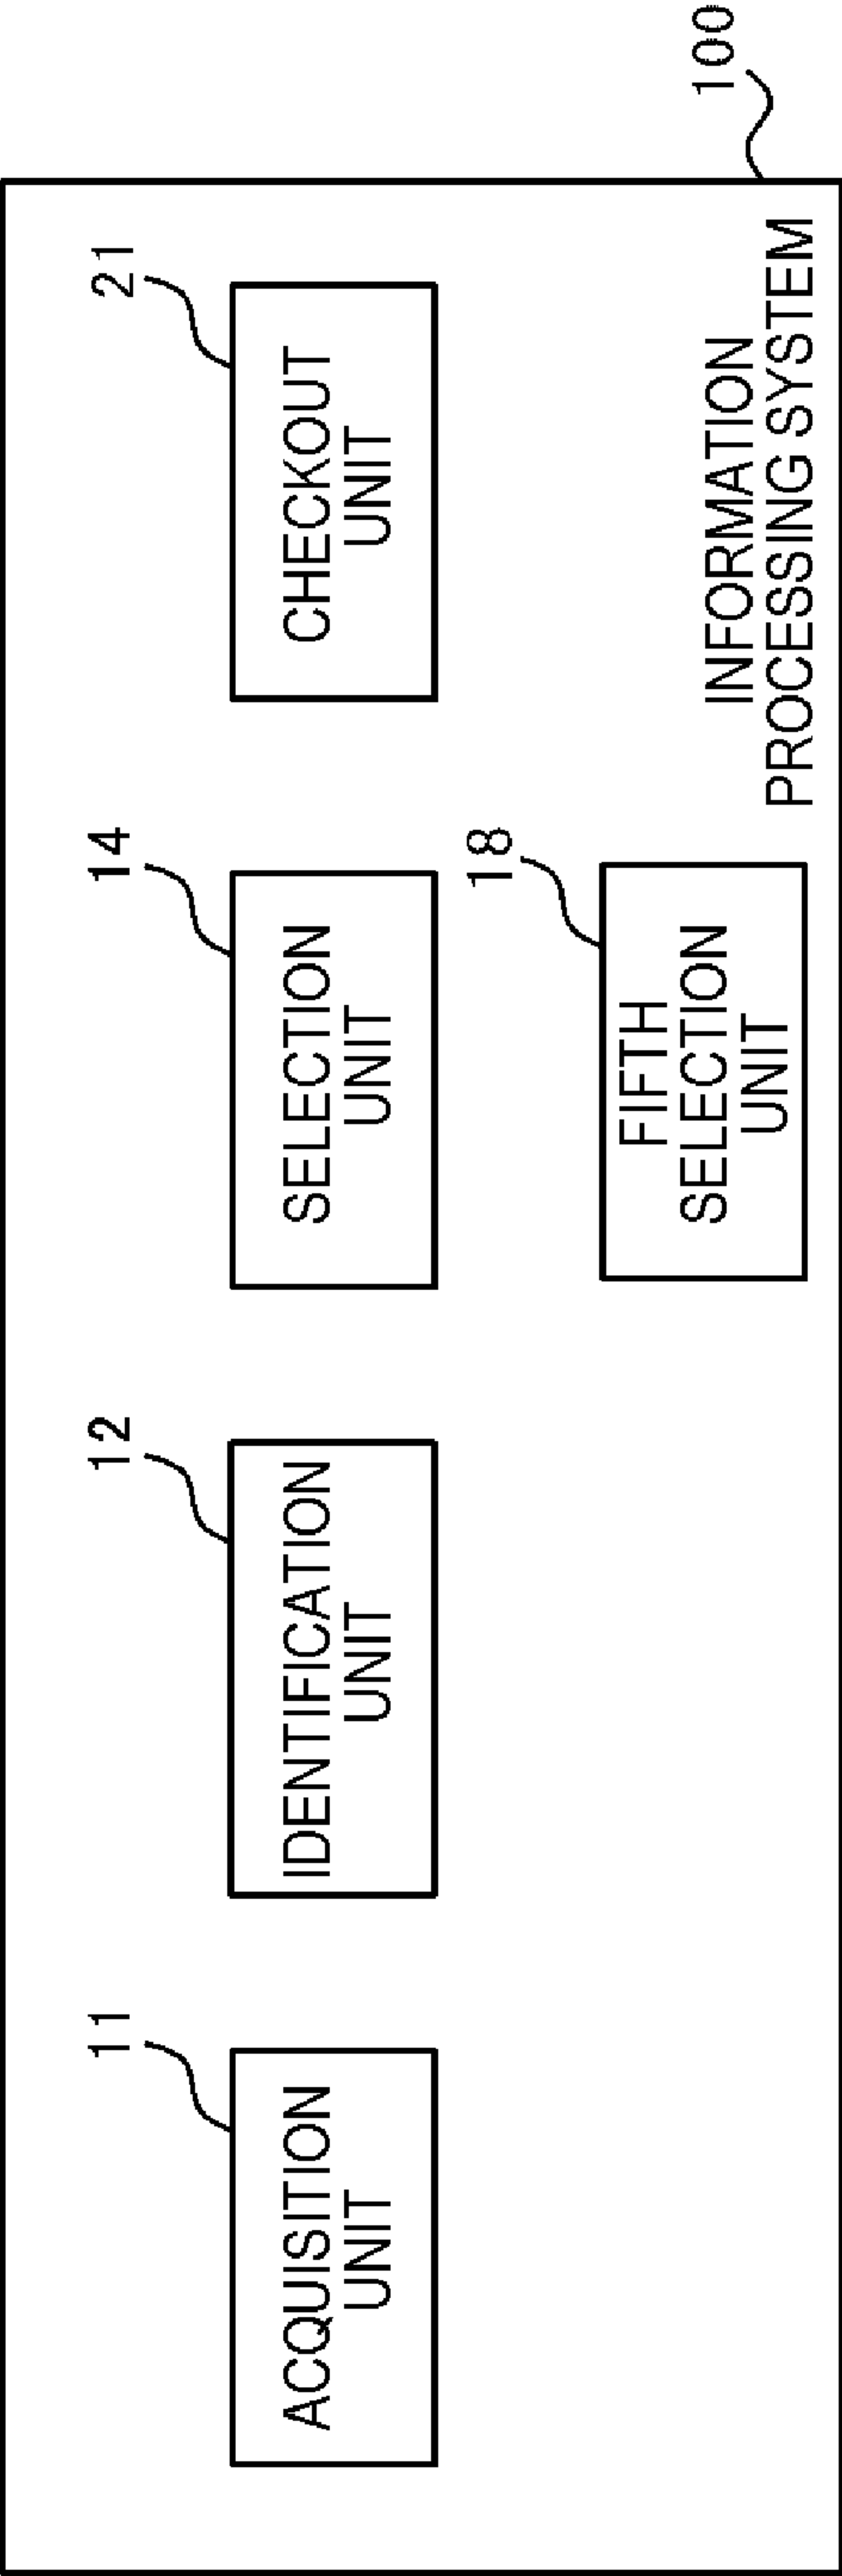 11
ACQUISITION
UNIT
12
IDENTIFICATION
UNIT
14
SELECTION
UNIT
21
CHECKOUT
UNIT
18
FIFTH
SELECTION
UNIT
INFORMATION
PROCESSING SYSTEM
100